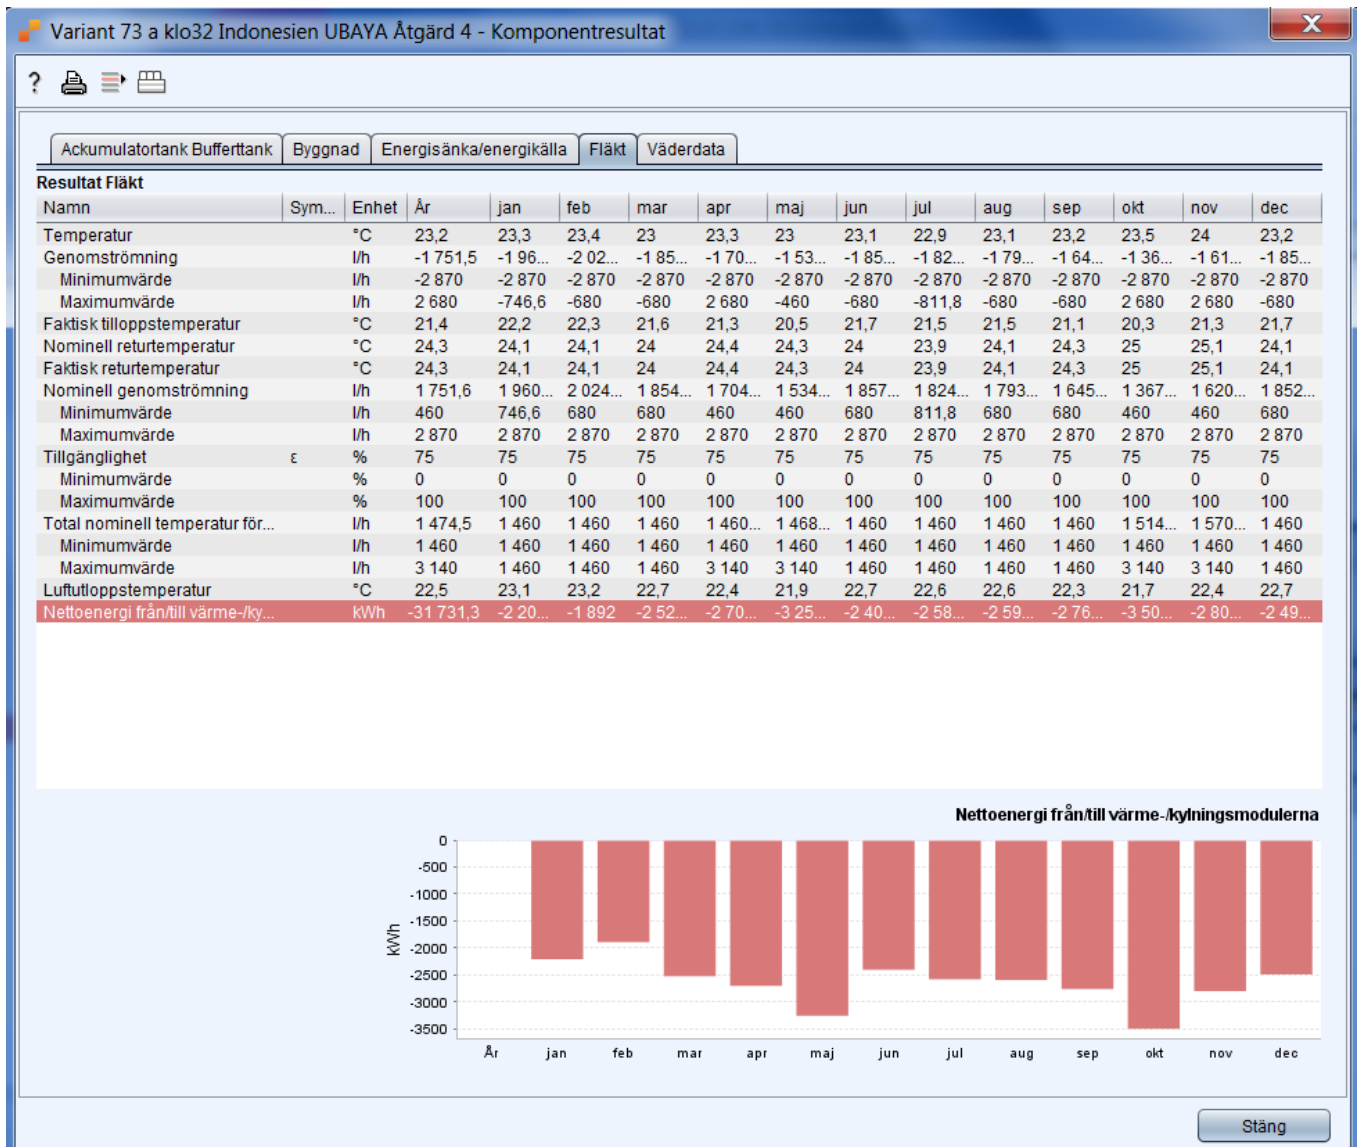 Variant 73 a klo32 Indonesien UBAYA Åtgärd 4 - Komponentresultat
?
Ackumulatortank Bufferttank Byggnad Energisänka/energikälla Fläkt Väderdata
Resultat Fläkt
Namn Sym... Enhet År jan feb mar apr maj jun jul aug sep okt nov dec
Temperatur °C 23,2 23,3 23,4 23 23,3 23 23,1 22,9 23,1 23,2 23,5 24 23,2
Genomströmning l/h -1 751,5 -1 96... -2 02... -1 85... -1 70... -1 53... -1 85... -1 82... -1 79... -1 64... -1 36... -1 61... -1 85...
Minimumvärde l/h -2 870 -2 870 -2 870 -2 870 -2 870 -2 870 -2 870 -2 870 -2 870 -2 870 -2 870 -2 870 -2 870
Maximumvärde l/h 2 680 -746,6 -680 -680 2 680 -460 -680 -811,8 -680 -680 2 680 2 680 -680
Faktisk tilloppstemperatur °C 21,4 22,2 22,3 21,6 21,3 20,5 21,7 21,5 21,5 21,1 20,3 21,3 21,7
Nominell returtemperatur °C 24,3 24,1 24,1 24 24,4 24,3 24 23,9 24,1 24,3 25 25,1 24,1
Faktisk returtemperatur °C 24,3 24,1 24,1 24 24,4 24,3 24 23,9 24,1 24,3 25 25,1 24,1
Nominell genomströmning l/h 1 751,6 1 960... 2 024... 1 854... 1 704... 1 534... 1 857... 1 824... 1 793... 1 645... 1 367... 1 620... 1 852...
Minimumvärde l/h 460 746,6 680 680 460 460 680 811,8 680 680 460 460 680
Maximumvärde l/h 2 870 2 870 2 870 2 870 2 870 2 870 2 870 2 870 2 870 2 870 2 870 2 870 2 870
Tillgänglighet ε % 75 75 75 75 75 75 75 75 75 75 75 75 75
Minimumvärde % 0 0 0 0 0 0 0 0 0 0 0 0 0
Maximumvärde % 100 100 100 100 100 100 100 100 100 100 100 100 100
Total nominell temperatur för... l/h 1 474,5 1 460 1 460 1 460 1 460... 1 468... 1 460 1 460 1 460 1 460 1 514... 1 570... 1 460
Minimumvärde l/h 1 460 1 460 1 460 1 460 1 460 1 460 1 460 1 460 1 460 1 460 1 460 1 460 1 460
Maximumvärde l/h 3 140 1 460 1 460 1 460 3 140 3 140 1 460 1 460 1 460 1 460 3 140 3 140 1 460
Luftutloppstemperatur °C 22,5 23,1 23,2 22,7 22,4 21,9 22,7 22,6 22,6 22,3 21,7 22,4 22,7
Nettoenergi från/till värme-/ky... kWh -31 731,3 -2 20... -1 892 -2 52... -2 70... -3 25... -2 40... -2 58... -2 59... -2 76... -3 50... -2 80... -2 49...
Nettoenergi från/till värme-/kylningsmodulerna
0
-500
-1000
-1500
-2000
-2500
-3000
-3500
kWh
År jan feb mar apr maj jun jul aug sep okt nov dec
Stäng